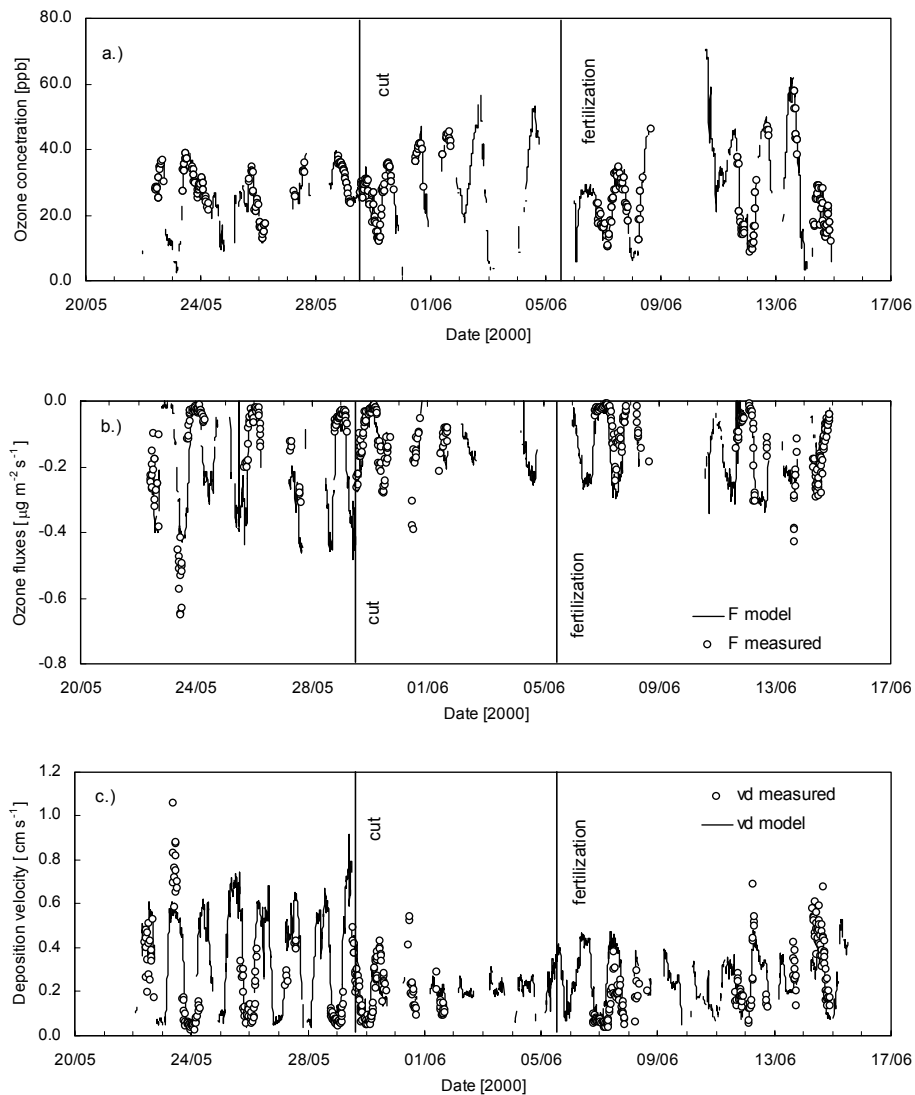 80.0
a.)
60.0
cut
fertilization
40.0
20.0
0.0
Ozone concetration [ppb]
20/05 24/05 28/05 01/06 05/06 09/06 13/06 17/06
Date [2000]
0.0
b.)
-0.2
-0.4
-0.6
-0.8
Ozone fluxes [ µg m-2 s-1]
cut
fertilization
F model
F measured
20/05 24/05 28/05 01/06 05/06 09/06 13/06 17/06
Date [2000]
1.2
c.)
vd measured
vd model
1.0
cut
fertilization
0.8
0.6
0.4
0.2
0.0
Deposition velocity [ cm s-1]
20/05 24/05 28/05 01/06 05/06 09/06 13/06 17/06
Date [2000]